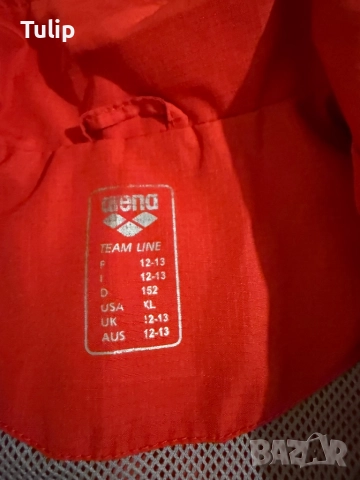 Tulip
arena
TEAM LINE
F 12-13
I 12-13
D 152
USA XL
UK 12-13
AUS 12-13
BAZAR